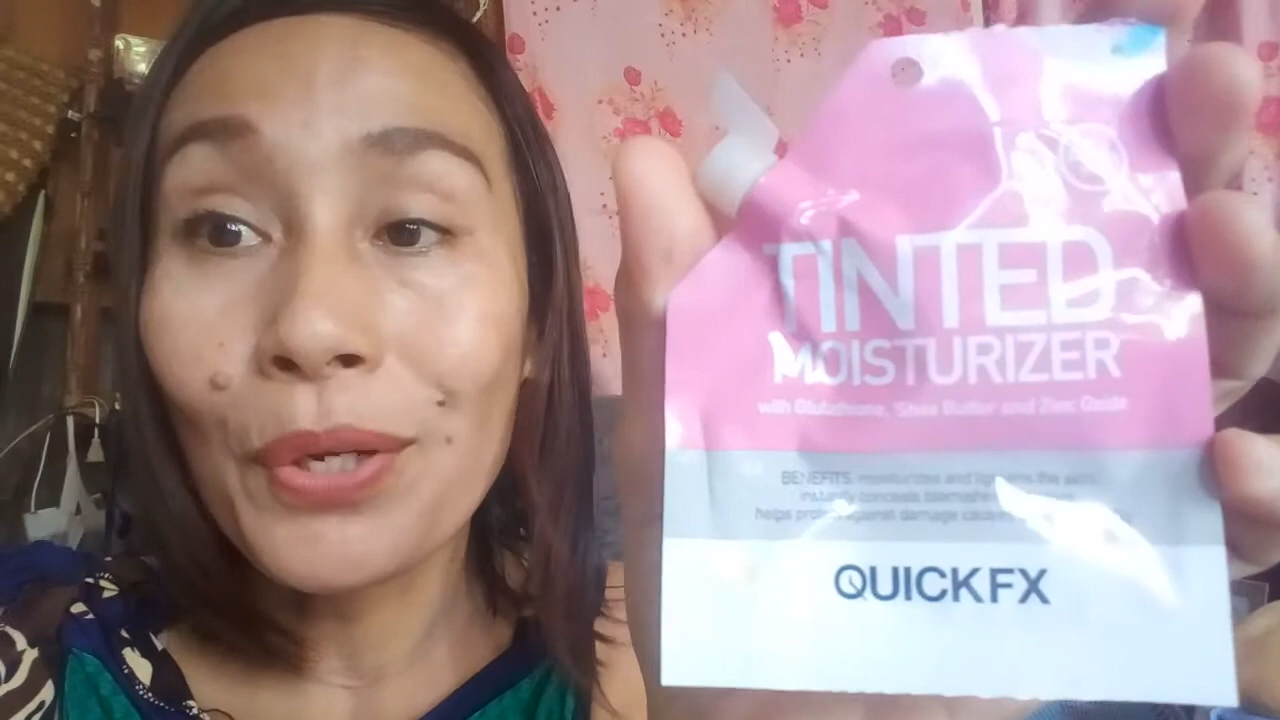 TINTED
MOISTURIZER
with Glutathione, Shea Butter and Zinc Oxide
BENEFITS: moisturizes and lightens the skin,
instantly conceals blemishes
helps protect against damage caused
QUICKFX